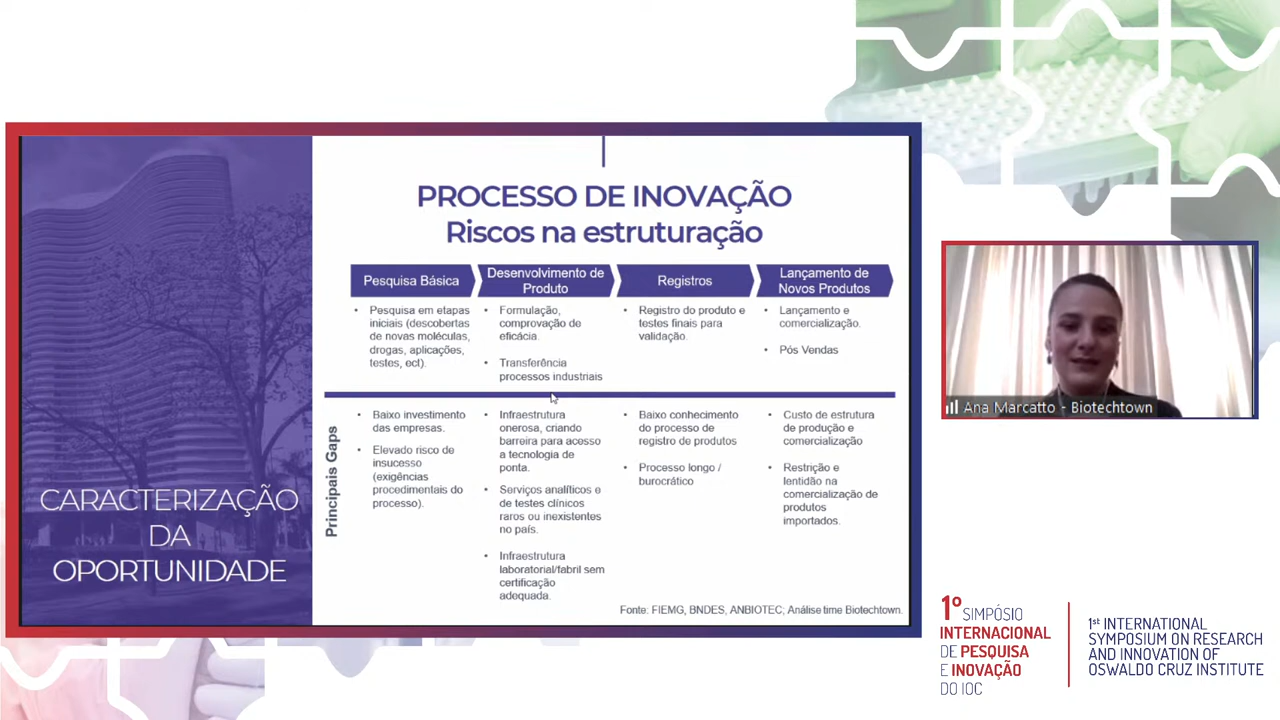 PROCESSO DE INOVAÇÃO
Riscos na estruturação
Pesquisa Básica
Desenvolvimento de
Produto
Registros
Lançamento de
Novos Produtos
• Pesquisa em etapas
iniciais (descobertas
de novas moléculas,
drogas, aplicações,
testes, ect).
• Formulação,
comprovação de
eficácia.
• Transferência
processos industriais
• Registro do produto e
testes finais para
validação.
• Lançamento e
comercialização.
• Pós Vendas
Principais Gaps
• Baixo investimento
das empresas.
• Elevado risco de
insucesso
(exigências
procedimentais do
processo).
• Infraestrutura
onerosa, criando
barreira para acesso
a tecnologia de
ponta.
• Serviços analíticos e
de testes clínicos
raros ou inexistentes
no país.
• Infraestrutura
laboratorial/fabril sem
certificação
adequada.
• Baixo conhecimento
do processo de
registro de produtos
• Processo longo /
burocrático
• Custo de estrutura
de produção e
comercialização
• Restrição e
lentidão na
comercialização de
produtos
importados.
Fonte: FIEMG, BNDES, ANBIOTEC; Análise time Biotechtown.
CARACTERIZAÇÃO
DA
OPORTUNIDADE
Ana Marcatto - Biotechtown
1º SIMPÓSIO
INTERNACIONAL
DE PESQUISA
E INOVAÇÃO
DO IOC
1st INTERNATIONAL
SYMPOSIUM ON RESEARCH
AND INNOVATION OF
OSWALDO CRUZ INSTITUTE